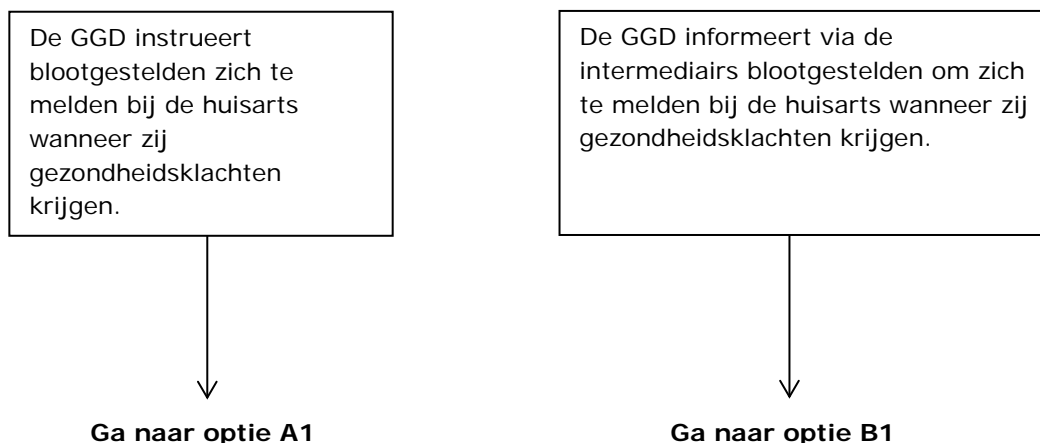 De GGD instrueert
blootgestelden zich te
melden bij de huisarts
wanneer zij
gezondheidsklachten
krijgen.
De GGD informeert via de
intermediairs blootgestelden om zich
te melden bij de huisarts wanneer zij
gezondheidsklachten krijgen.
Ga naar optie A1
Ga naar optie B1